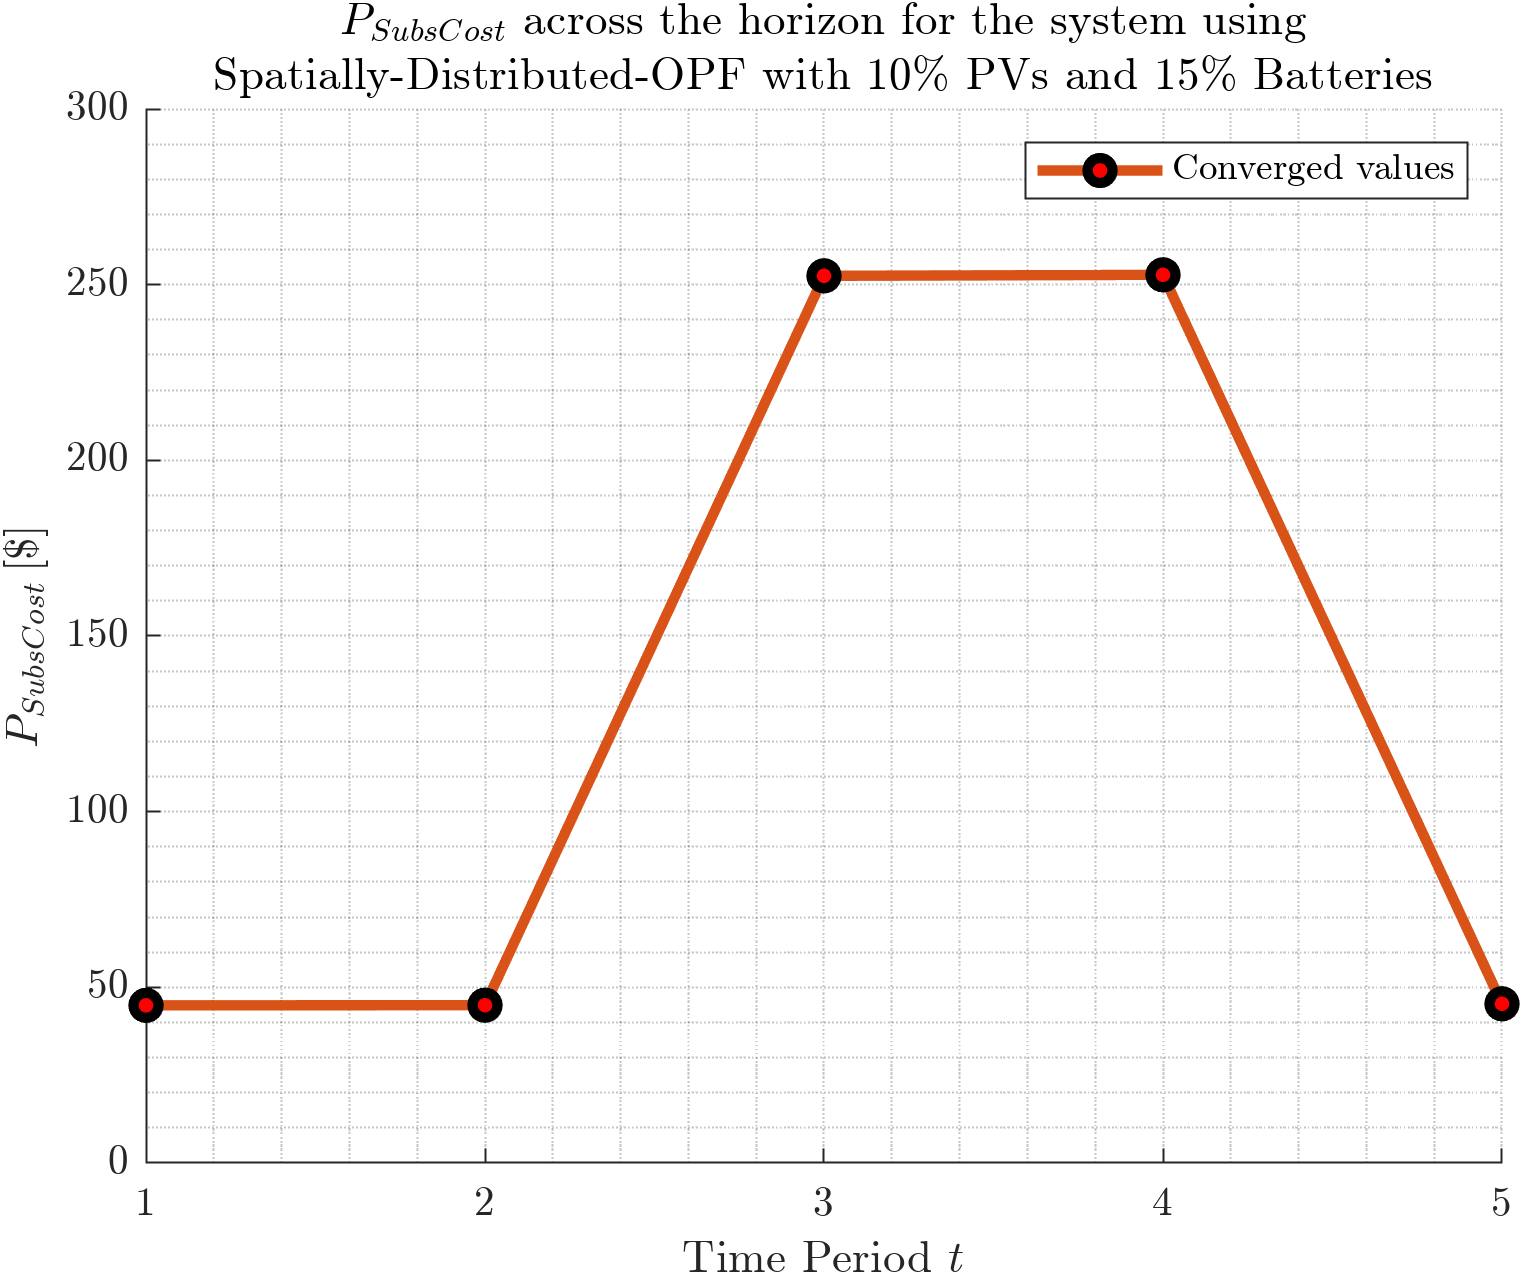 P_SubsCost across the horizon for the system using
Spatially-Distributed-OPF with 10% PVs and 15% Batteries
300
250
200
150
100
50
0
P_SubsCost [$]
Converged values
1 2 3 4 5
Time Period t